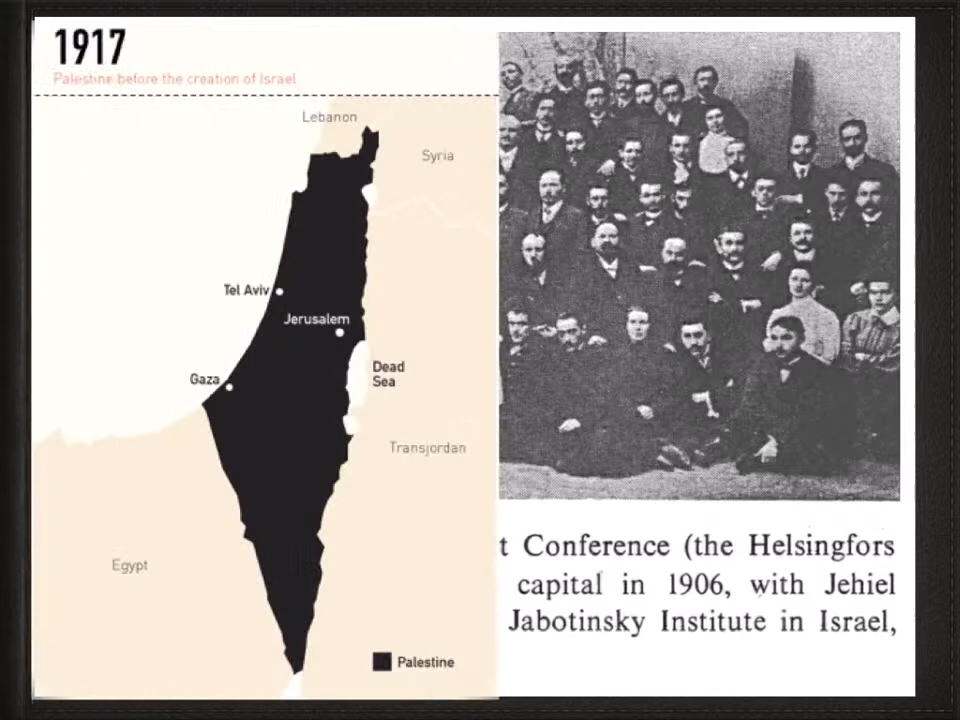 1917
Palestine before the creation of Israel
Lebanon
Syria
Tel Aviv
Jerusalem
Gaza
Dead
Sea
Transjordan
Egypt
Palestine
t Conference (the Helsingfors
capital in 1906, with Jehiel
Jabotinsky Institute in Israel,